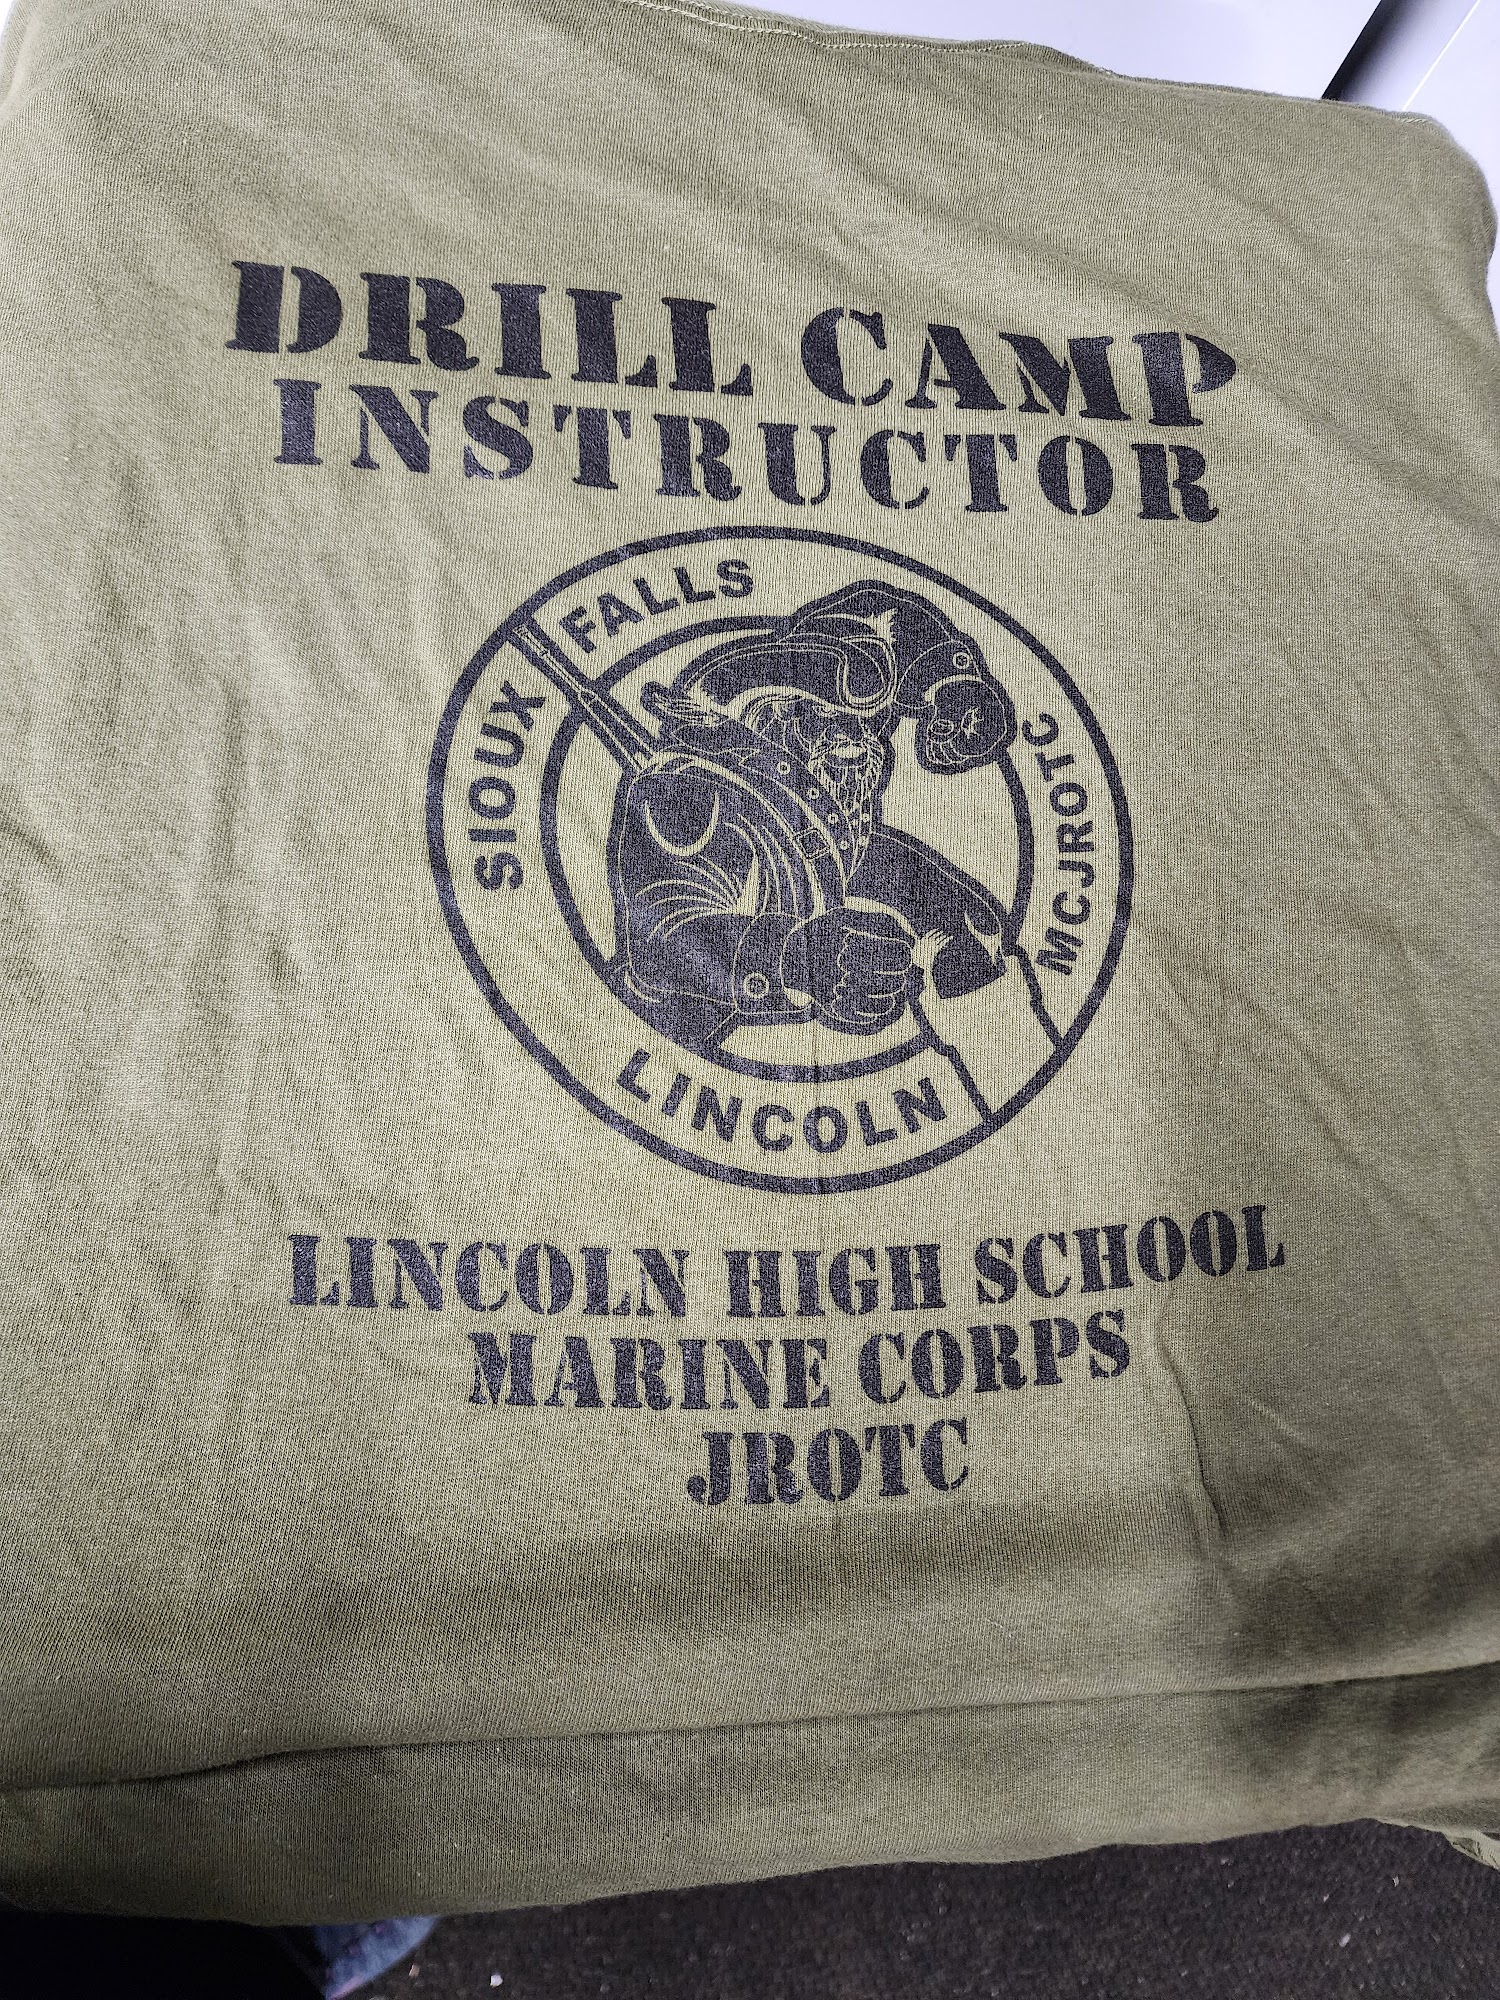 DRILL CAMP
INSTRUCTOR
SIOUX FALLS
MCJROTC
LINCOLN
LINCOLN HIGH SCHOOL
MARINE CORPS
JROTC